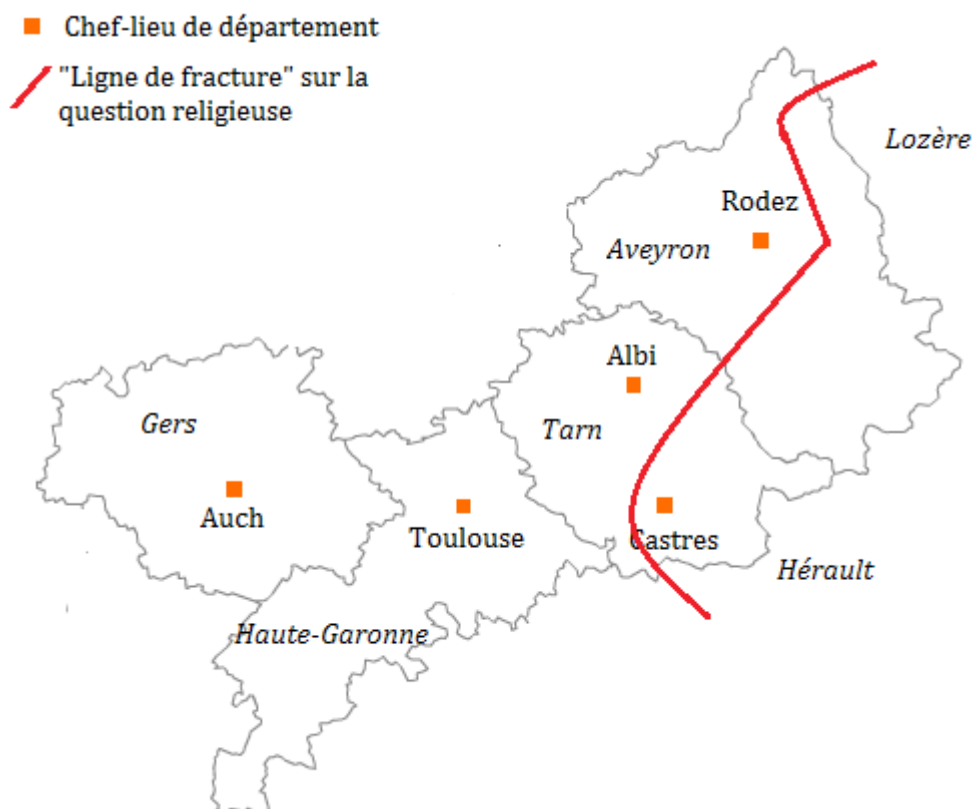 Chef-lieu de département
"Ligne de fracture" sur la
question religieuse
Lozère
Rodez
Aveyron
Albi
Gers
Tarn
Auch
Toulouse
Castres
Hérault
Haute-Garonne